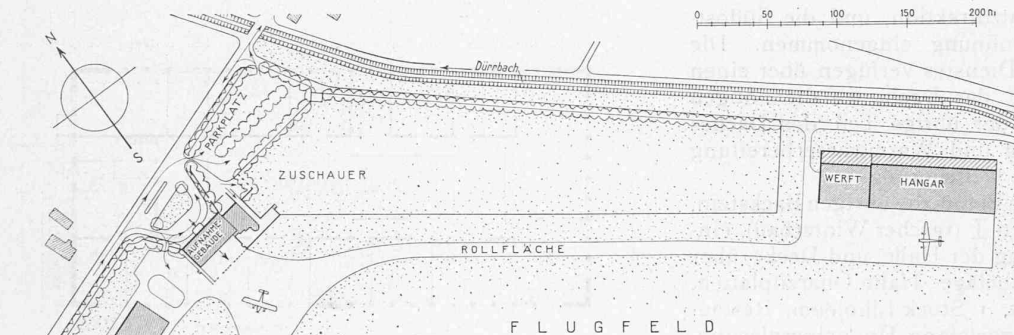 0 50 100 150 200 m
N
S
Dürrbach
PARKPLATZ
ZUSCHAUER
WERFT
HANGAR
AUFNAHME
GEBÄUDE
ROLLFLÄCHE
FLUGFELD